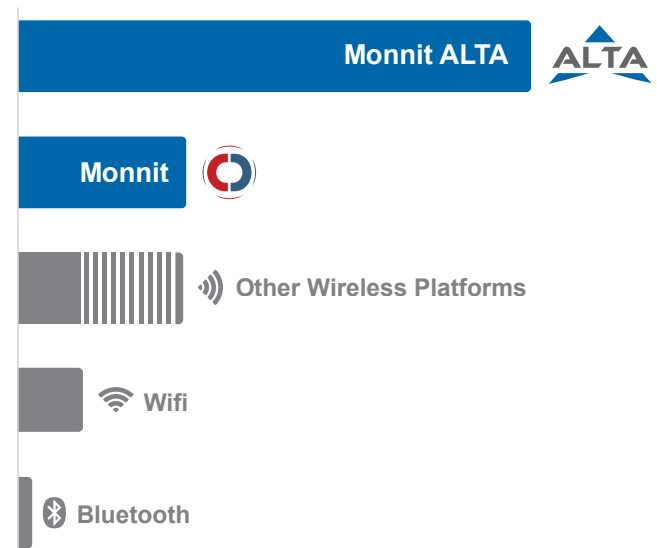 Monnit ALTA
ALTA
Monnit
Other Wireless Platforms
Wifi
Bluetooth